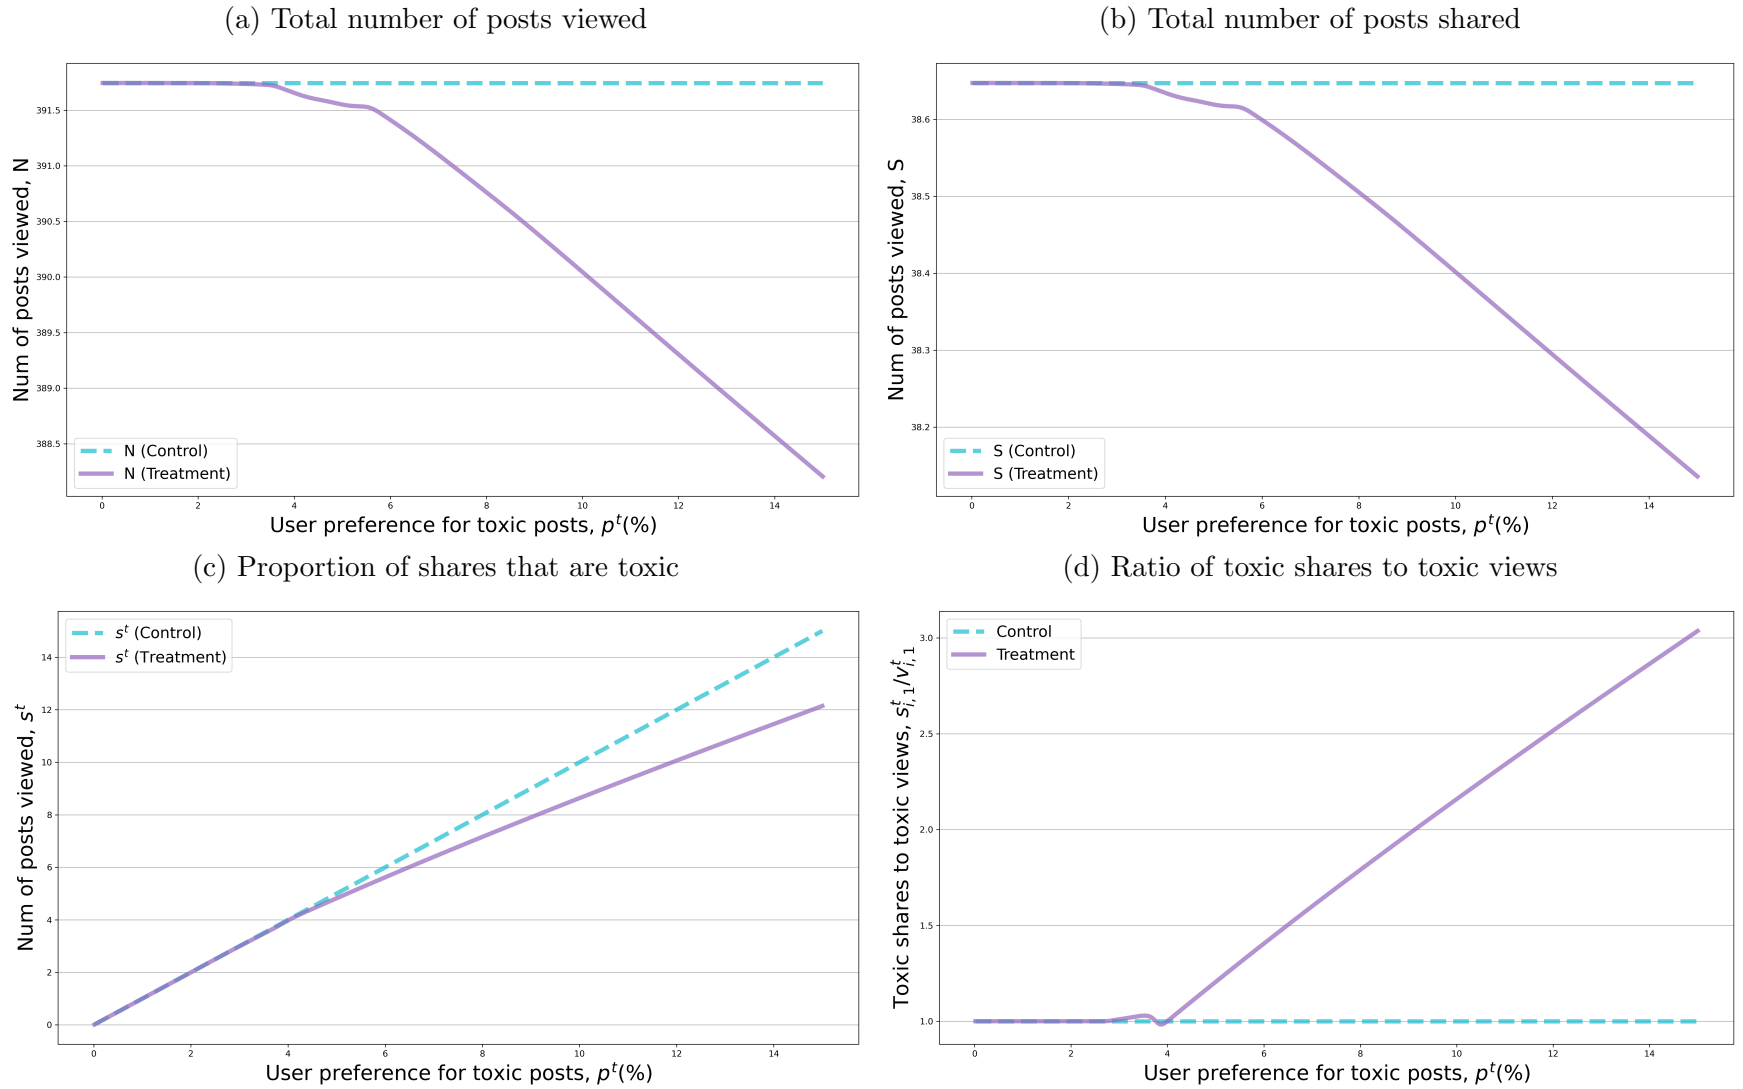 (a) Total number of posts viewed
Num of posts viewed, N
391.5
391.0
390.5
390.0
389.5
389.0
388.5
N (Control)
N (Treatment)
0 2 4 6 8 10 12 14
User preference for toxic posts, p^t(%)
(b) Total number of posts shared
Num of posts viewed, S
38.6
38.5
38.4
38.3
38.2
S (Control)
S (Treatment)
0 2 4 6 8 10 12 14
User preference for toxic posts, p^t(%)
(c) Proportion of shares that are toxic
Num of posts viewed, s^t
s^t (Control)
s^t (Treatment)
14
12
10
8
6
4
2
0
0 2 4 6 8 10 12 14
User preference for toxic posts, p^t(%)
(d) Ratio of toxic shares to toxic views
Toxic shares to toxic views, s^t_{i,1}/v^t_{i,1}
Control
Treatment
3.0
2.5
2.0
1.5
1.0
0 2 4 6 8 10 12 14
User preference for toxic posts, p^t(%)